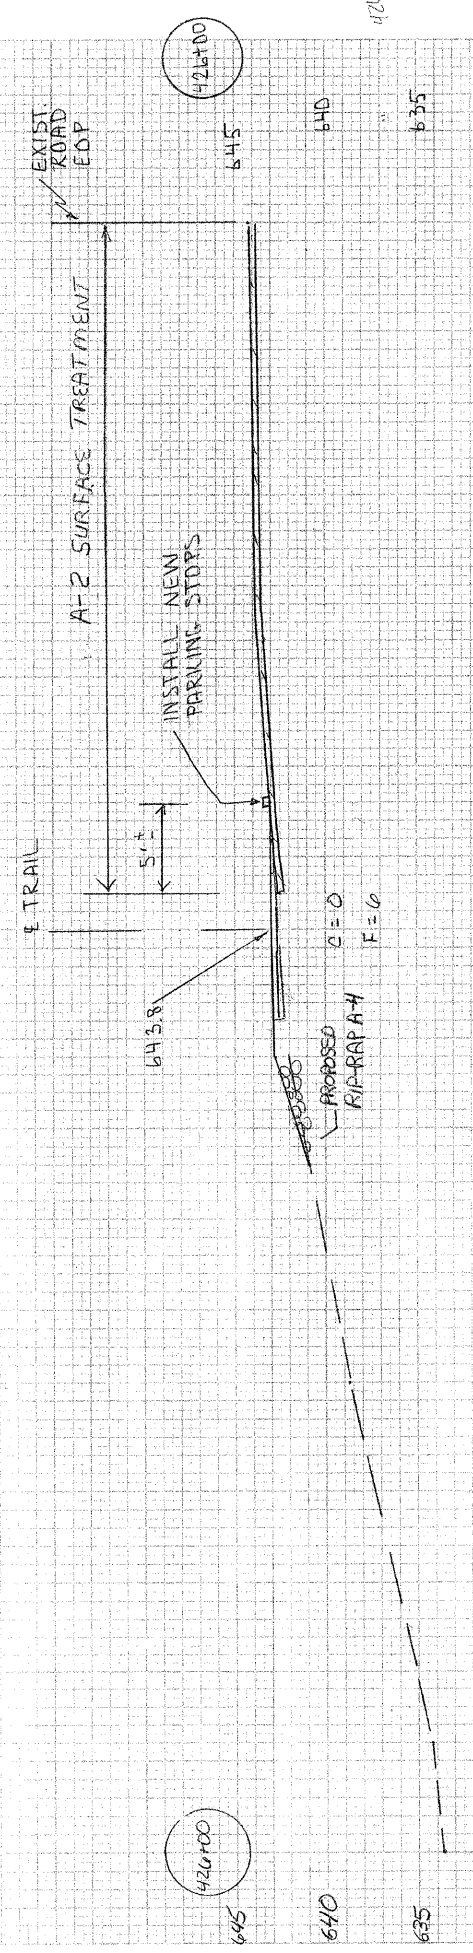 426+00
645
640
635
℄ TRAIL
643.8
5'±
A-2 SURFACE TREATMENT
INSTALL NEW
PARKING STOPS
EXIST.
ROAD
EOP
PROPOSED
RIP-RAP A-4
C = 0
F = 6
426+00
645
640
635